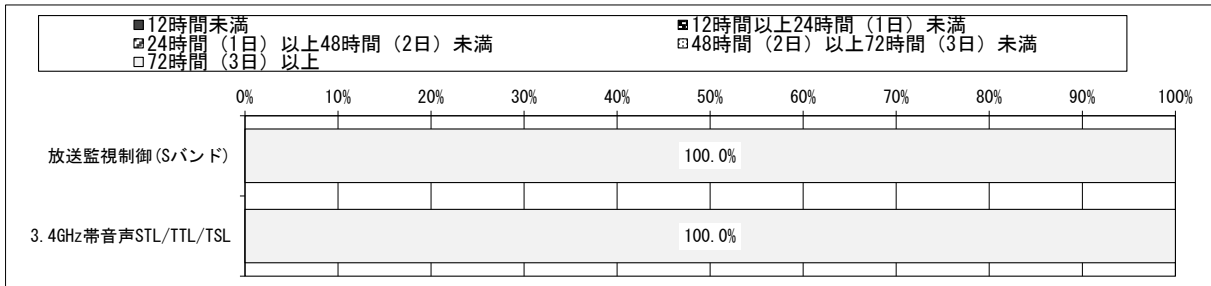 ■12時間未満
12時間以上24時間（1日）未満
24時間（1日）以上48時間（2日）未満
48時間（2日）以上72時間（3日）未満
□72時間（3日）以上
0% 10% 20% 30% 40% 50% 60% 70% 80% 90% 100%
放送監視制御(Sバンド)
100.0%
3.4GHz帯音声STL/TTL/TSL
100.0%